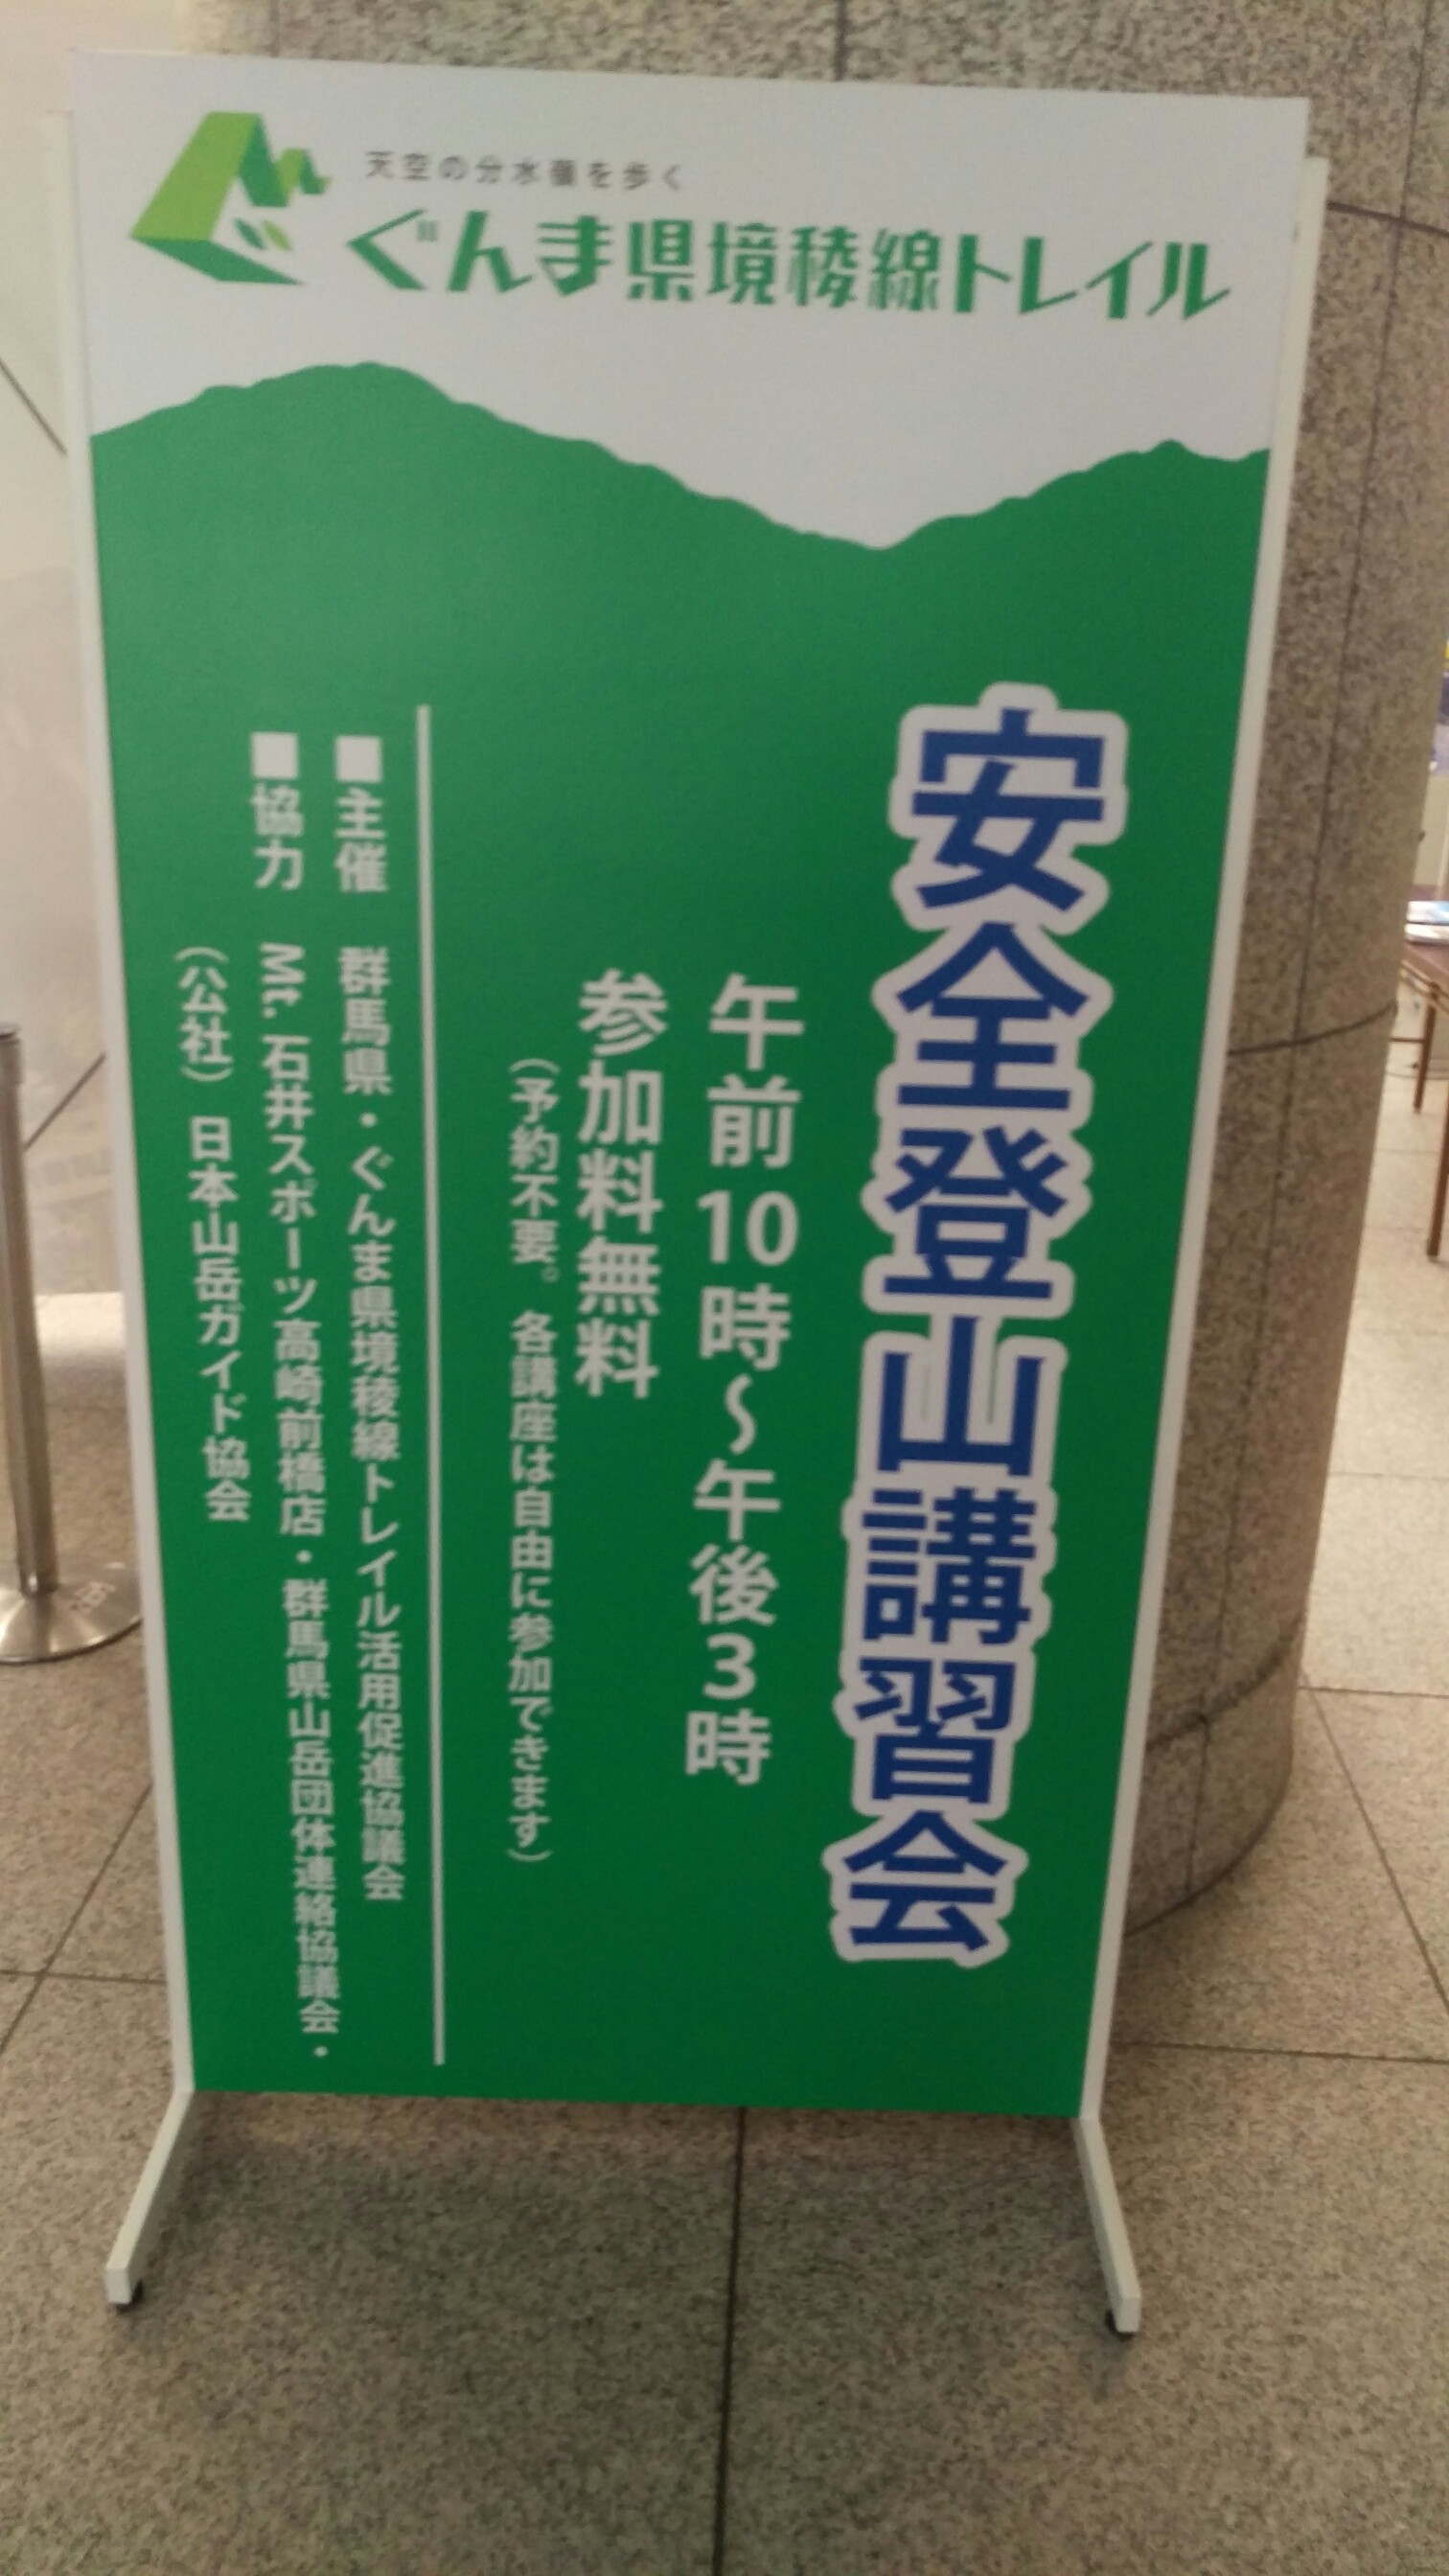 天空の分水嶺を歩く
ぐんま県境稜線トレイル
安全登山講習会
午前10時～午後3時
参加料無料
（予約不要。各講座は自由に参加できます）
■主催　群馬県・ぐんま県境稜線トレイル活用促進協議会
■協力　Mt.石井スポーツ高崎前橋店・群馬県山岳団体連絡協議会・
（公社）日本山岳ガイド協会